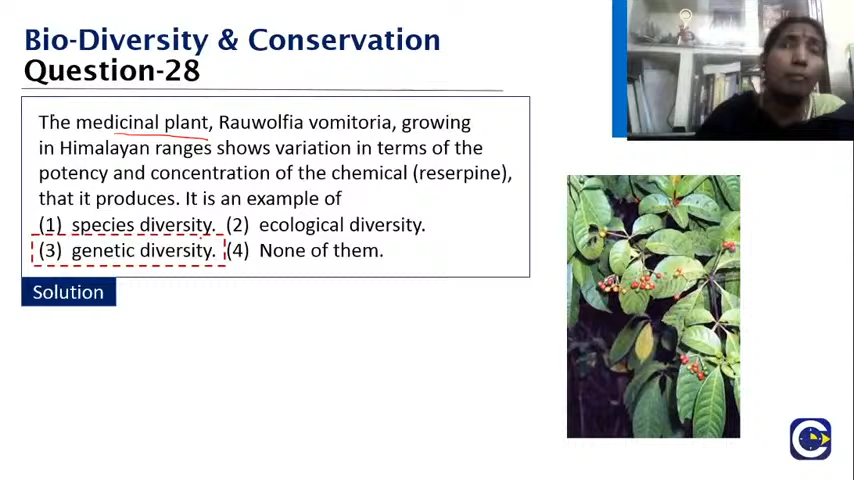 Bio-Diversity & Conservation
Question-28
The medicinal plant, Rauwolfia vomitoria, growing
in Himalayan ranges shows variation in terms of the
potency and concentration of the chemical (reserpine),
that it produces. It is an example of
(1) species diversity. (2) ecological diversity.
(3) genetic diversity. (4) None of them.
Solution